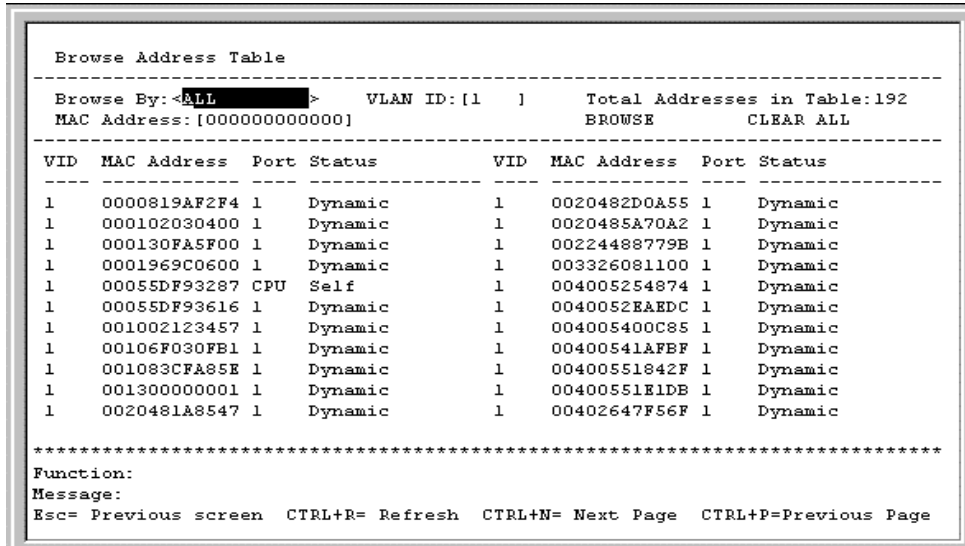 Browse Address Table
--------------------------------------------------------------------------------
Browse By:<ALL            >    VLAN ID:[1   ]    Total Addresses in Table:192
MAC Address:[000000000000]                       BROWSE        CLEAR ALL
--------------------------------------------------------------------------------
VID  MAC Address  Port Status          VID  MAC Address  Port Status
---- ------------ ---- --------------- ---- ------------ ---- ---------------
1    0000819AF2F4 1    Dynamic         1    0020482D0A55 1    Dynamic
1    000102030400 1    Dynamic         1    0020485A70A2 1    Dynamic
1    000130FA5F00 1    Dynamic         1    00224488779B 1    Dynamic
1    0001969C0600 1    Dynamic         1    003326081100 1    Dynamic
1    00055DF93287 CPU  Self            1    004005254874 1    Dynamic
1    00055DF93616 1    Dynamic         1    0040052EAEDC 1    Dynamic
1    001002123457 1    Dynamic         1    004005400C85 1    Dynamic
1    00106F030FB1 1    Dynamic         1    00400541AFBF 1    Dynamic
1    001083CFA85E 1    Dynamic         1    00400551842F 1    Dynamic
1    001300000001 1    Dynamic         1    00400551E1DB 1    Dynamic
1    0020481A8547 1    Dynamic         1    00402647F56F 1    Dynamic
********************************************************************************
Function:
Message:
Esc= Previous screen  CTRL+R= Refresh  CTRL+N= Next Page  CTRL+P=Previous Page